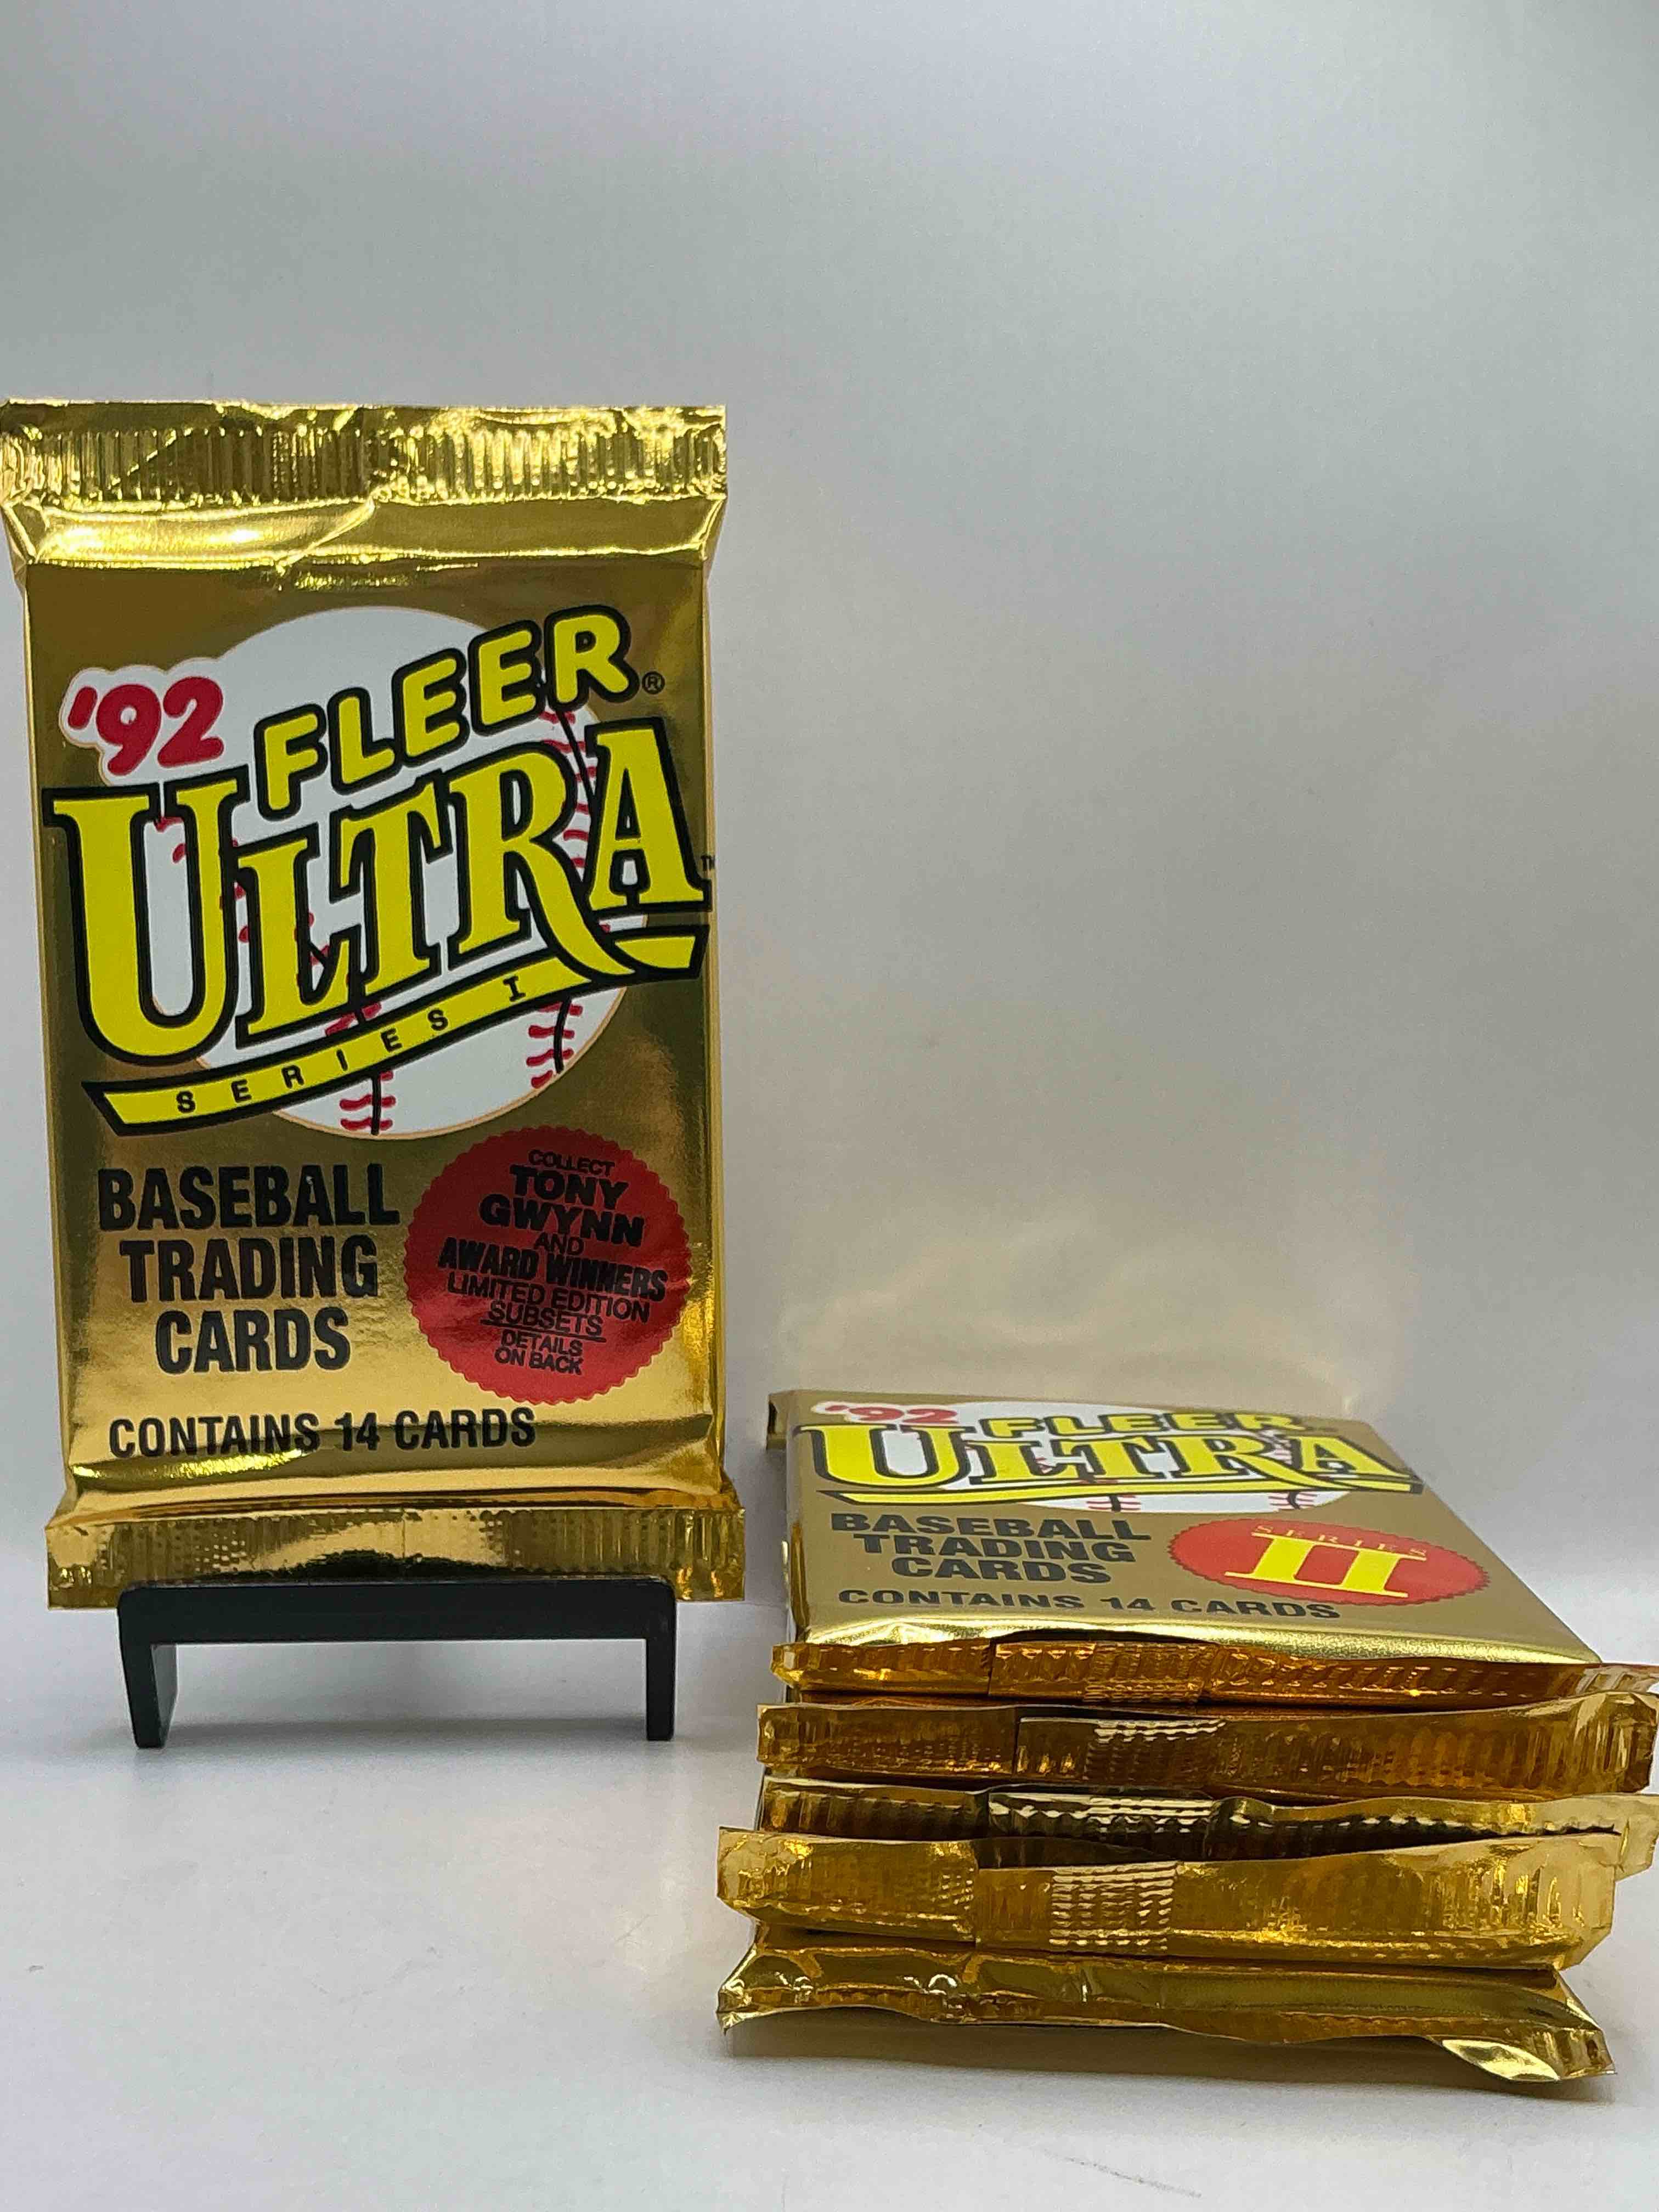 '92 FLEER®
ULTRA™
SERIES I
BASEBALL
TRADING
CARDS
COLLECT
TONY
GWYNN
AND
AWARD WINNERS
LIMITED EDITION
SUBSETS
DETAILS
ON BACK
CONTAINS 14 CARDS
'92 FLEER
ULTRA
BASEBALL
TRADING
CARDS
SERIES
II
CONTAINS 14 CARDS